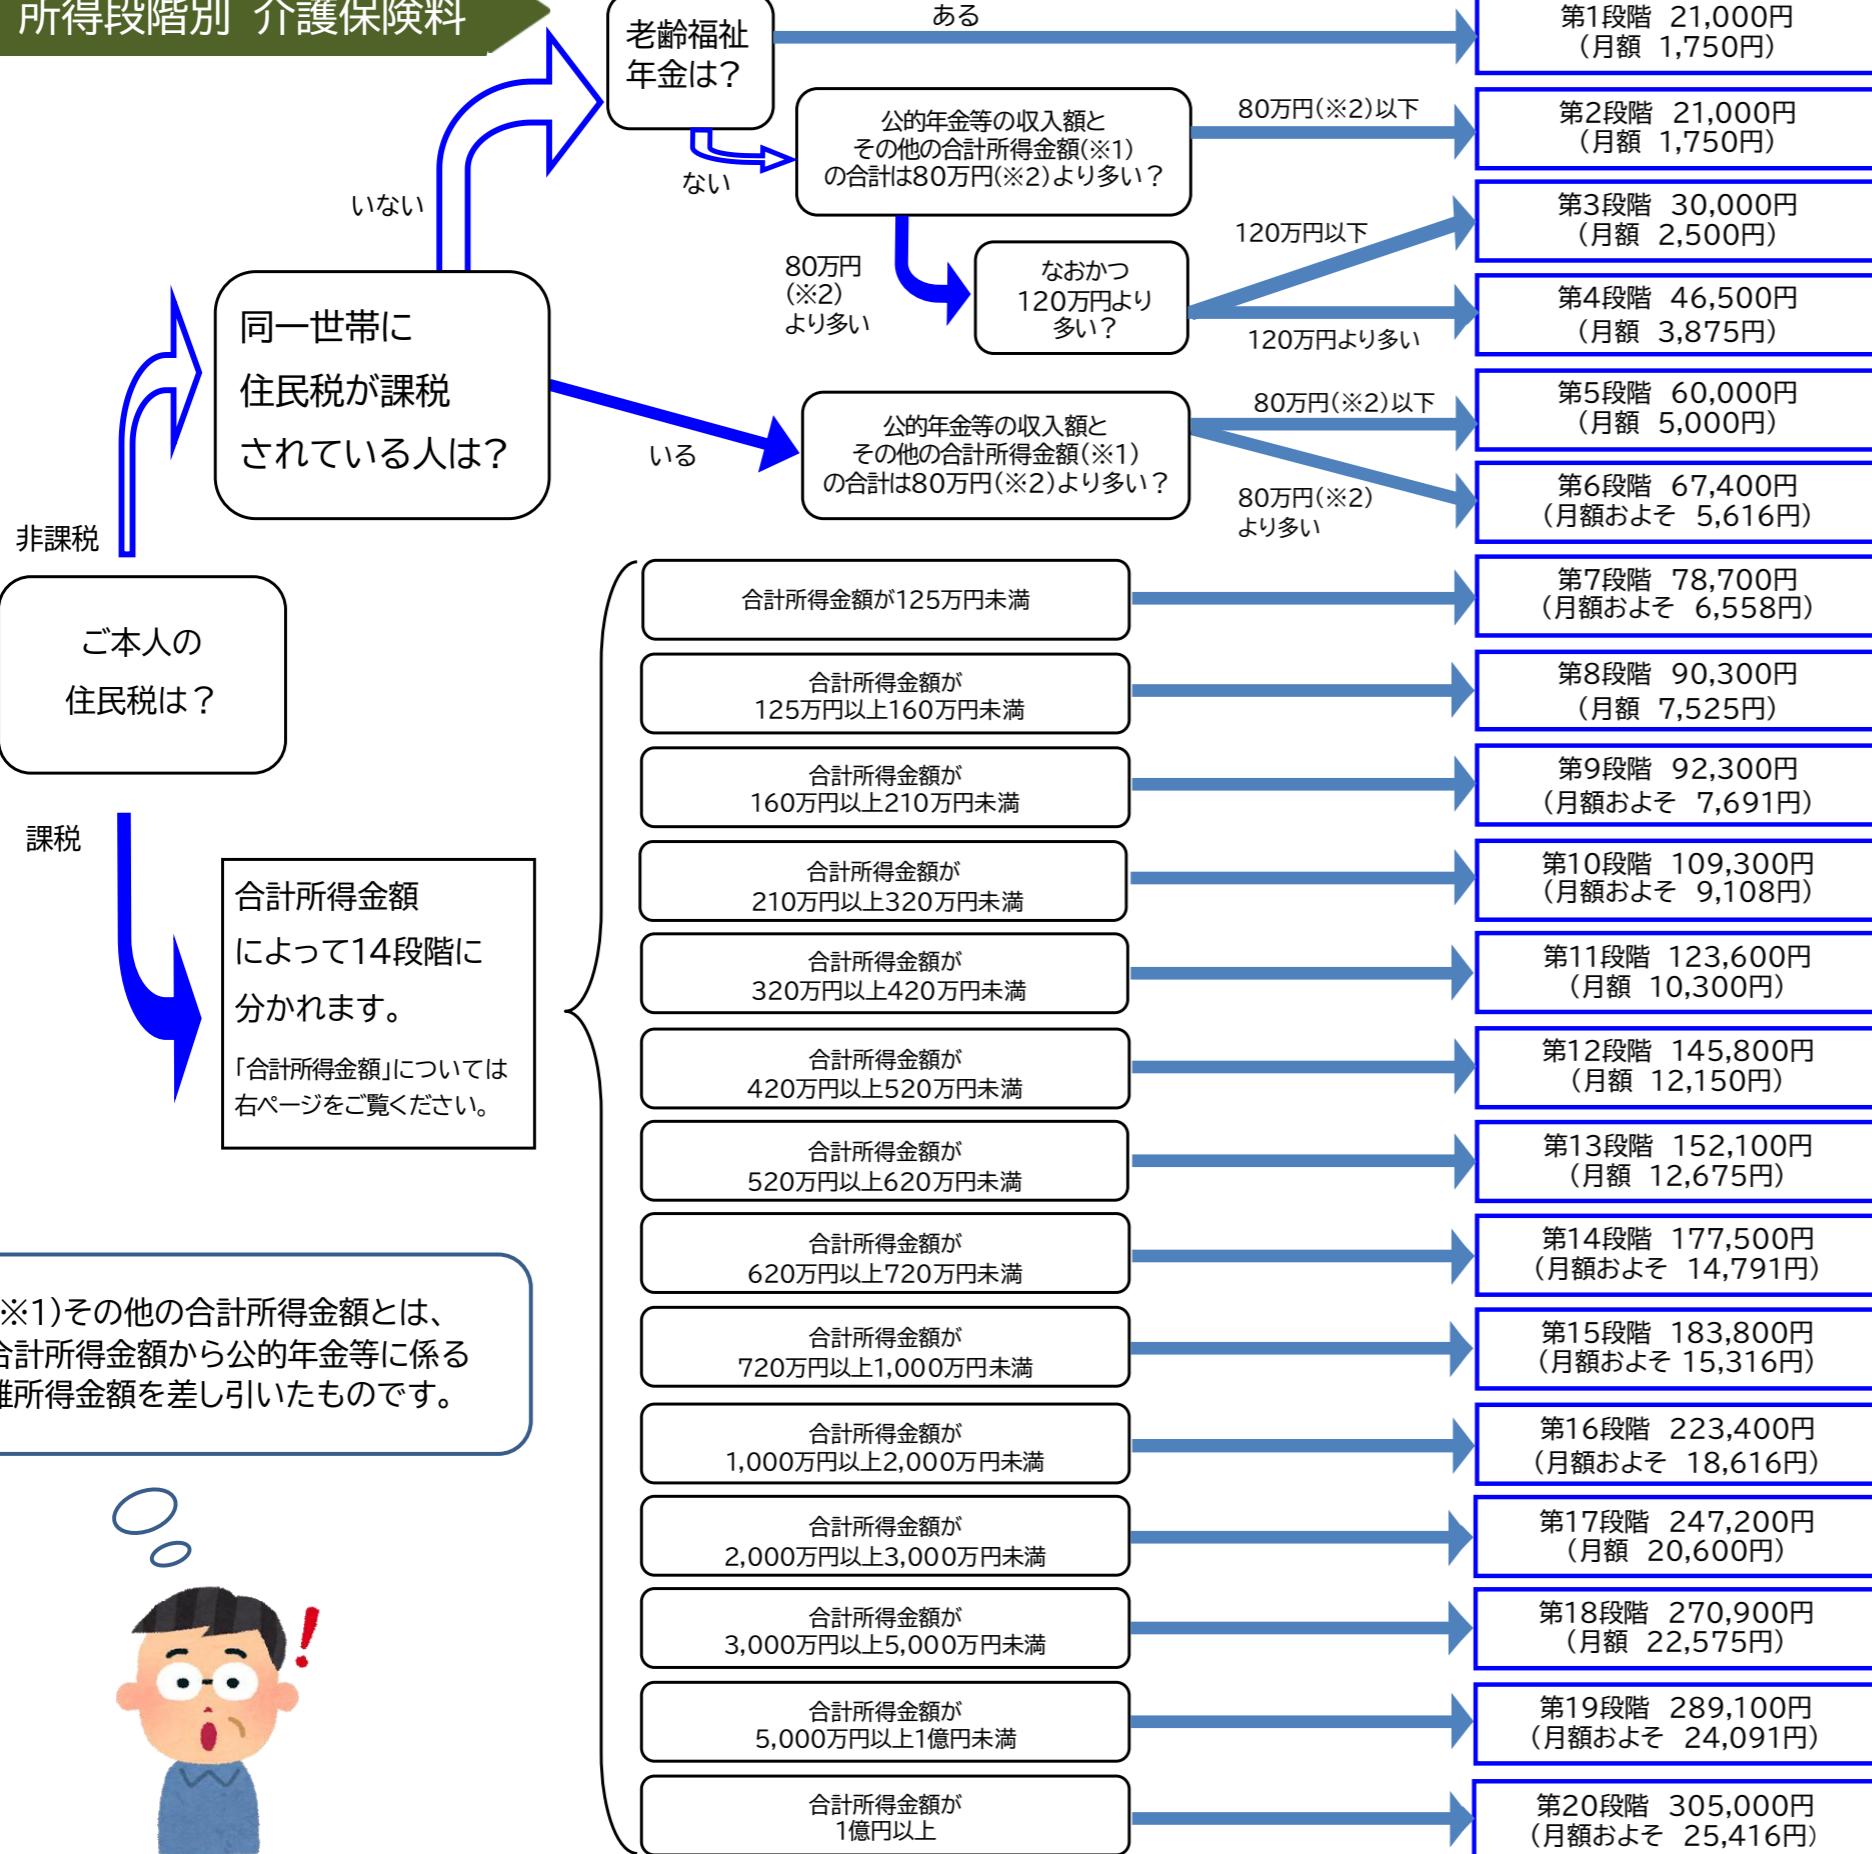 所得段階別 介護保険料
老齢福祉
年金は？
ある
第1段階 21,000円
（月額 1,750円）
ない
公的年金等の収入額と
その他の合計所得金額(※1)
の合計は80万円(※2)より多い？
80万円(※2)以下
第2段階 21,000円
（月額 1,750円）
いない
80万円
(※2)
より多い
なおかつ
120万円より
多い？
120万円以下
第3段階 30,000円
（月額 2,500円）
120万円より多い
第4段階 46,500円
（月額 3,875円）
同一世帯に
住民税が課税
されている人は？
いる
公的年金等の収入額と
その他の合計所得金額(※1)
の合計は80万円(※2)より多い？
80万円(※2)以下
第5段階 60,000円
（月額 5,000円）
80万円(※2)
より多い
第6段階 67,400円
（月額およそ 5,616円）
非課税
ご本人の
住民税は？
課税
合計所得金額
によって14段階に
分かれます。
「合計所得金額」については
右ページをご覧ください。
合計所得金額が125万円未満
第7段階 78,700円
（月額およそ 6,558円）
合計所得金額が
125万円以上160万円未満
第8段階 90,300円
（月額 7,525円）
合計所得金額が
160万円以上210万円未満
第9段階 92,300円
（月額およそ 7,691円）
合計所得金額が
210万円以上320万円未満
第10段階 109,300円
（月額およそ 9,108円）
合計所得金額が
320万円以上420万円未満
第11段階 123,600円
（月額 10,300円）
合計所得金額が
420万円以上520万円未満
第12段階 145,800円
（月額 12,150円）
合計所得金額が
520万円以上620万円未満
第13段階 152,100円
（月額 12,675円）
合計所得金額が
620万円以上720万円未満
第14段階 177,500円
（月額およそ 14,791円）
合計所得金額が
720万円以上1,000万円未満
第15段階 183,800円
（月額およそ 15,316円）
合計所得金額が
1,000万円以上2,000万円未満
第16段階 223,400円
（月額およそ 18,616円）
合計所得金額が
2,000万円以上3,000万円未満
第17段階 247,200円
（月額 20,600円）
合計所得金額が
3,000万円以上5,000万円未満
第18段階 270,900円
（月額 22,575円）
合計所得金額が
5,000万円以上1億円未満
第19段階 289,100円
（月額およそ 24,091円）
合計所得金額が
1億円以上
第20段階 305,000円
（月額およそ 25,416円）
※1)その他の合計所得金額とは、
合計所得金額から公的年金等に係る
雑所得金額を差し引いたものです。